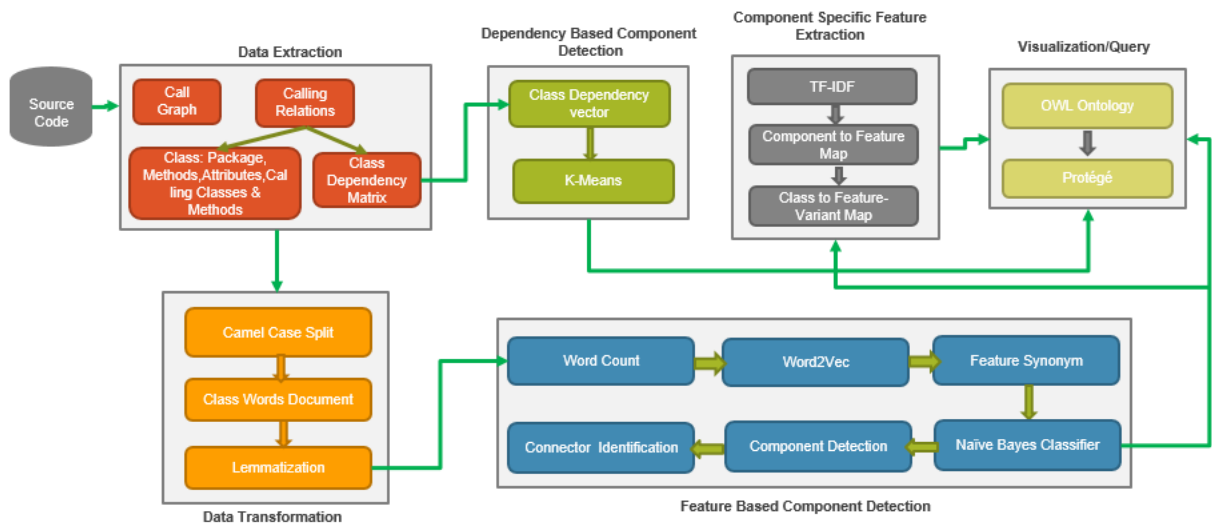 Source
Code
Data Extraction
Call
Graph
Calling
Relations
Class: Package,
Methods,Attributes,Cal
ling Classes &
Methods
Class
Dependency
Matrix
Dependency Based Component
Detection
Class Dependency
vector
K-Means
Component Specific Feature
Extraction
TF-IDF
Component to Feature
Map
Class to Feature-
Variant Map
Visualization/Query
OWL Ontology
Protégé
Camel Case Split
Class Words Document
Lemmatization
Data Transformation
Word Count
Word2Vec
Feature Synonym
Connector Identification
Component Detection
Naïve Bayes Classifier
Feature Based Component Detection